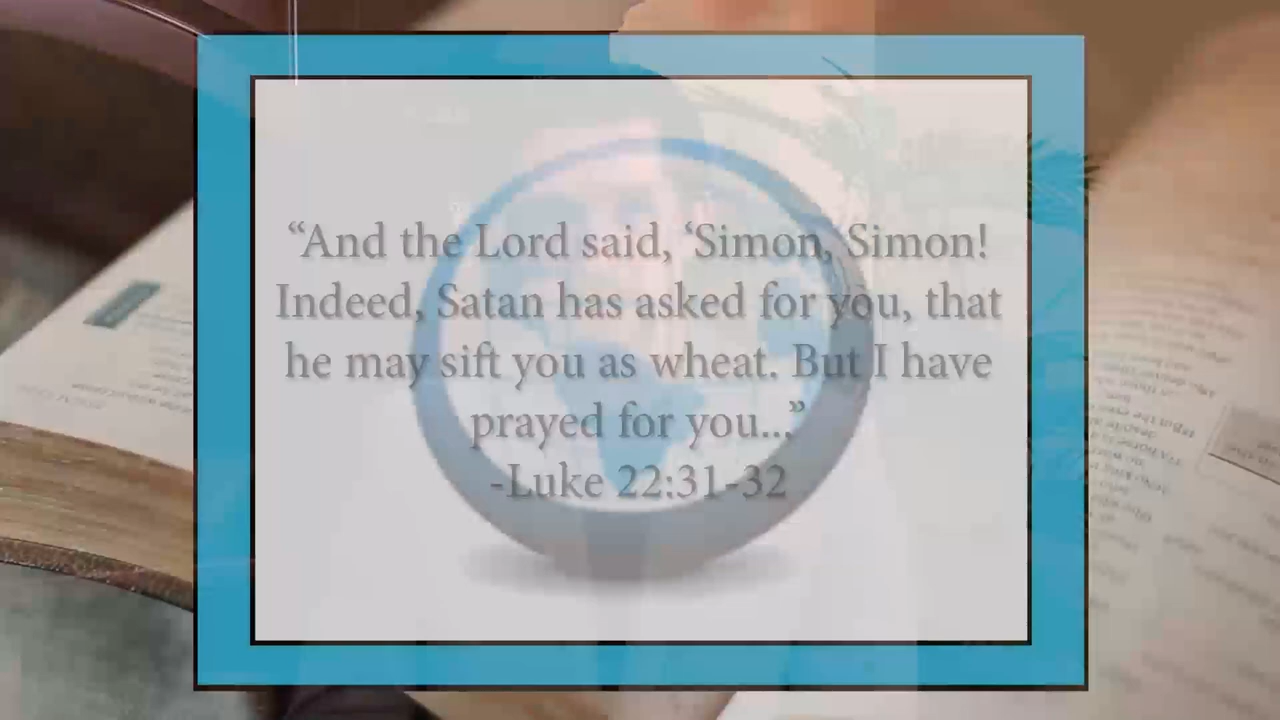 “And the Lord said, ‘Simon, Simon!
Indeed, Satan has asked for you, that
he may sift you as wheat. But I have
prayed for you...”
-Luke 22:31-32